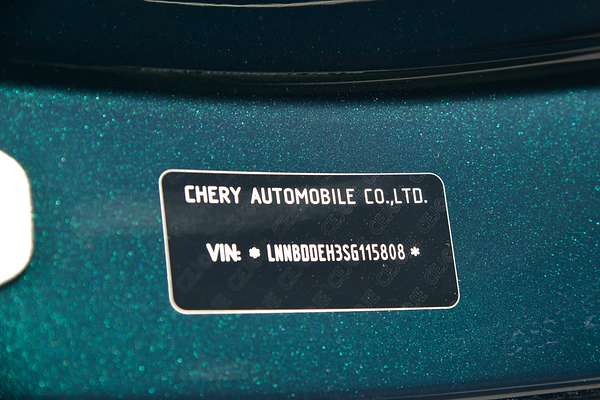 CHERY AUTOMOBILE CO.,LTD.
VIN: * LNNBDDEH3SG115808 *